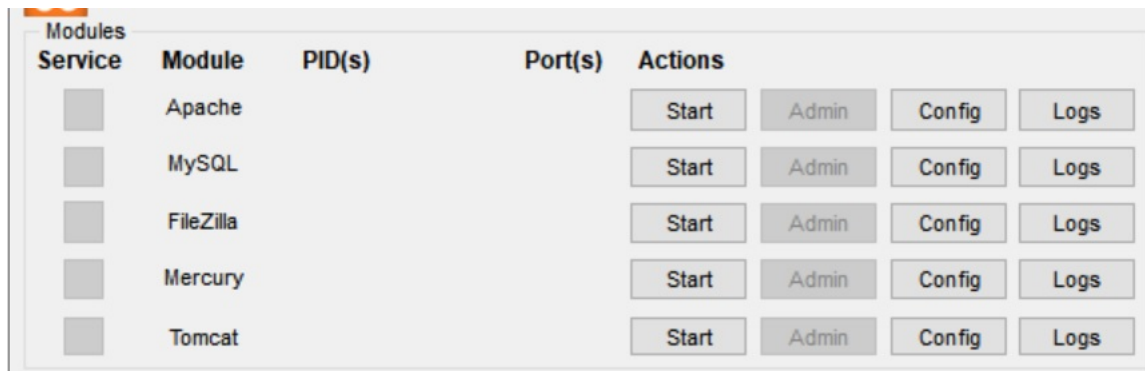 Modules
Service Module PID(s) Port(s) Actions
Apache Start Admin Config Logs
MySQL Start Admin Config Logs
FileZilla Start Admin Config Logs
Mercury Start Admin Config Logs
Tomcat Start Admin Config Logs